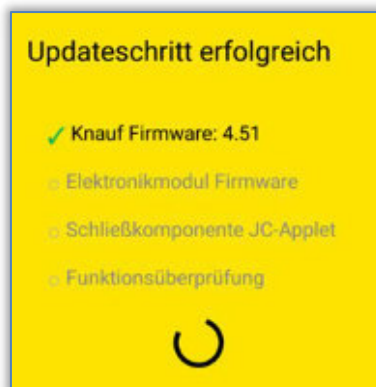 Updateschritt erfolgreich
Knauf Firmware: 4.51
Elektronikmodul Firmware
Schließkomponente JC-Applet
Funktionsüberprüfung